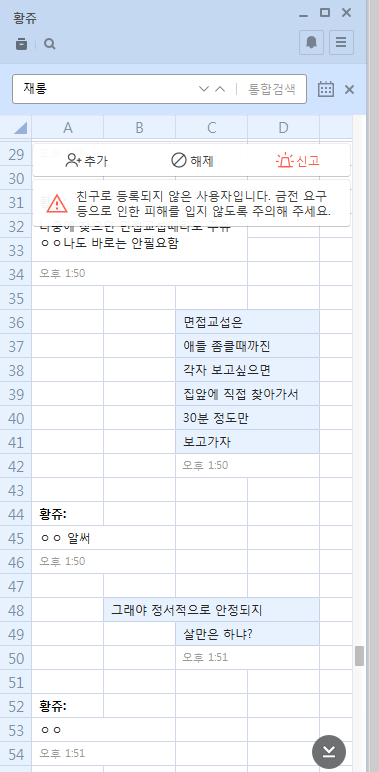 황쥬
재롱
통합검색
A B C D
29
추가
해제
신고
30
친구로 등록되지 않은 사용자입니다. 금전 요구
등으로 인한 피해를 입지 않도록 주의해 주세요.
31
32
33 ㅇㅇ나도 바로는 안필요함
34 오후 1:50
35
36 면접교섭은
37 애들 좀클때까진
38 각자 보고싶으면
39 집앞에 직접 찾아가서
40 30분 정도만
41 보고가자
42 오후 1:50
43
44 황쥬:
45 ㅇㅇ 알써
46 오후 1:50
47
48 그래야 정서적으로 안정되지
49 살만은 하냐?
50 오후 1:51
51
52 황쥬:
53 ㅇㅇ
54 오후 1:51